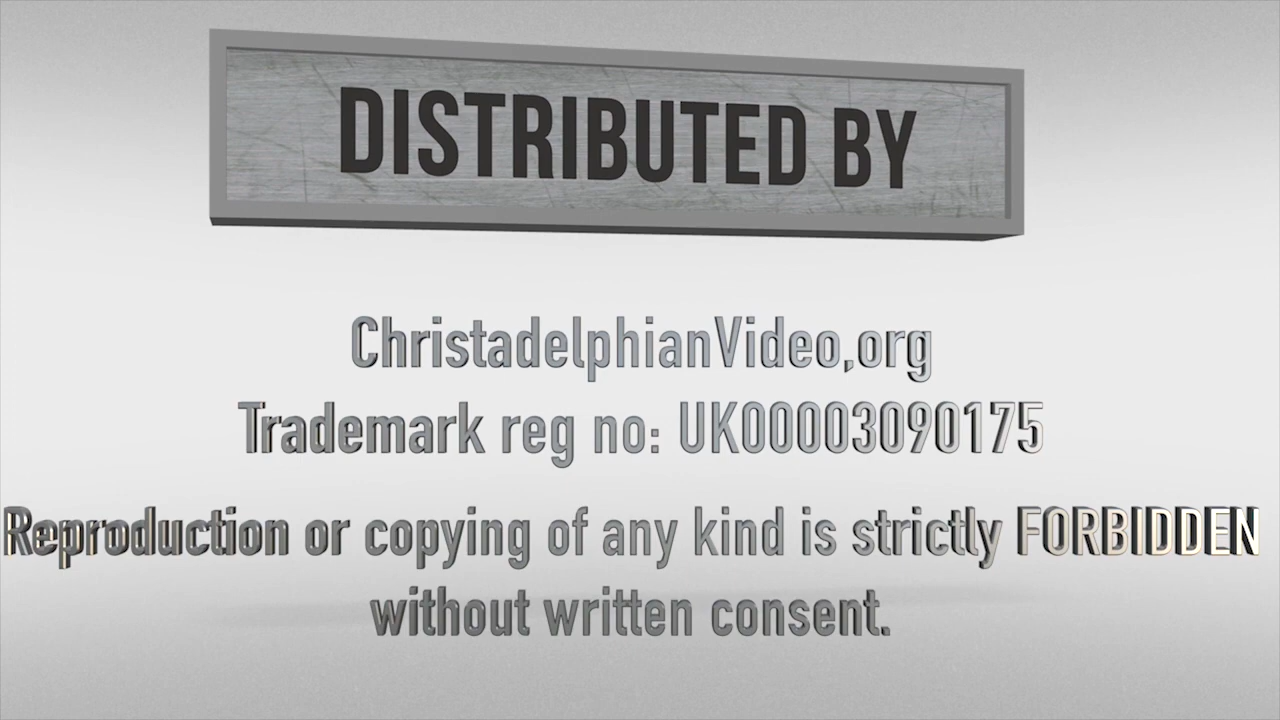 DISTRIBUTED BY
ChristadelphianVideo,org
Trademark reg no: UK00003090175
Reproduction or copying of any kind is strictly FORBIDDEN
without written consent.